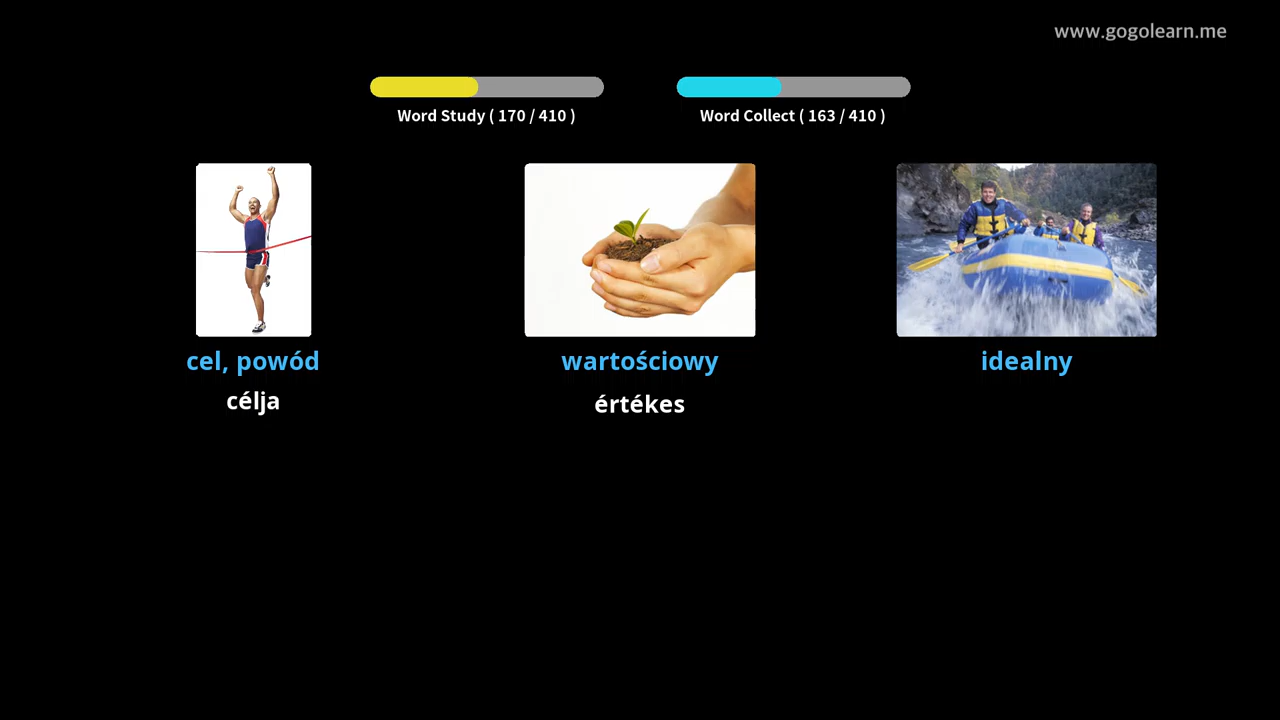 www.gogolearn.me
Word Study ( 170 / 410 )
Word Collect ( 163 / 410 )
cel, powód
wartościowy
idealny
célja
értékes